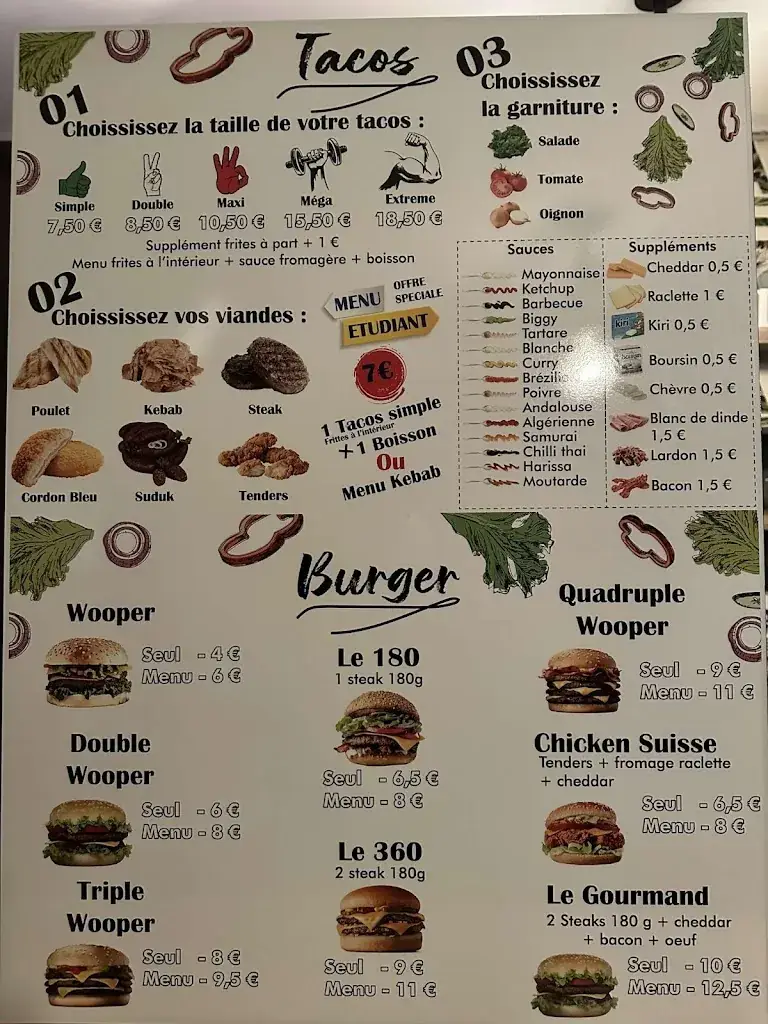 Tacos
01
Choississez la taille de votre tacos :
Simple
7,50 €
Double
8,50 €
Maxi
10,50 €
Méga
15,50 €
Extreme
18,50 €
Supplément frites à part + 1 €
Menu frites à l'intérieur + sauce fromagère + boisson
02
Choississez vos viandes :
Poulet
Kebab
Steak
Cordon Bleu
Suduk
Tenders
OFFRE
SPECIALE
MENU
ETUDIANT
7€
1 Tacos simple
Frittes à l'intérieur
+ 1 Boisson
Ou
Menu Kebab
03
Choississez
la garniture :
Salade
Tomate
Oignon
Sauces
Mayonnaise
Ketchup
Barbecue
Biggy
Tartare
Blanche
Curry
Poivre
Andalouse
Algérienne
Samurai
Chilli thai
Harissa
Moutarde
Suppléments
Cheddar 0,5 €
Raclette 1 €
kiri
Kiri 0,5 €
Boursin 0,5 €
Chèvre 0,5 €
Blanc de dinde
1,5 €
Lardon 1,5 €
Bacon 1,5 €
Burger
Wooper
Seul - 4 €
Menu - 6 €
Double
Wooper
Seul - 6 €
Menu - 8 €
Triple
Wooper
Seul - 8 €
Menu - 9,5 €
Le 180
1 steak 180g
Seul - 6,5 €
Menu - 8 €
Le 360
2 steak 180g
Seul - 9 €
Menu - 11 €
Quadruple
Wooper
Seul - 9 €
Menu - 11 €
Chicken Suisse
Tenders + fromage raclette
+ cheddar
Seul - 6,5 €
Menu - 8 €
Le Gourmand
2 Steaks 180 g + cheddar
+ bacon + oeuf
Seul - 10 €
Menu - 12,5 €